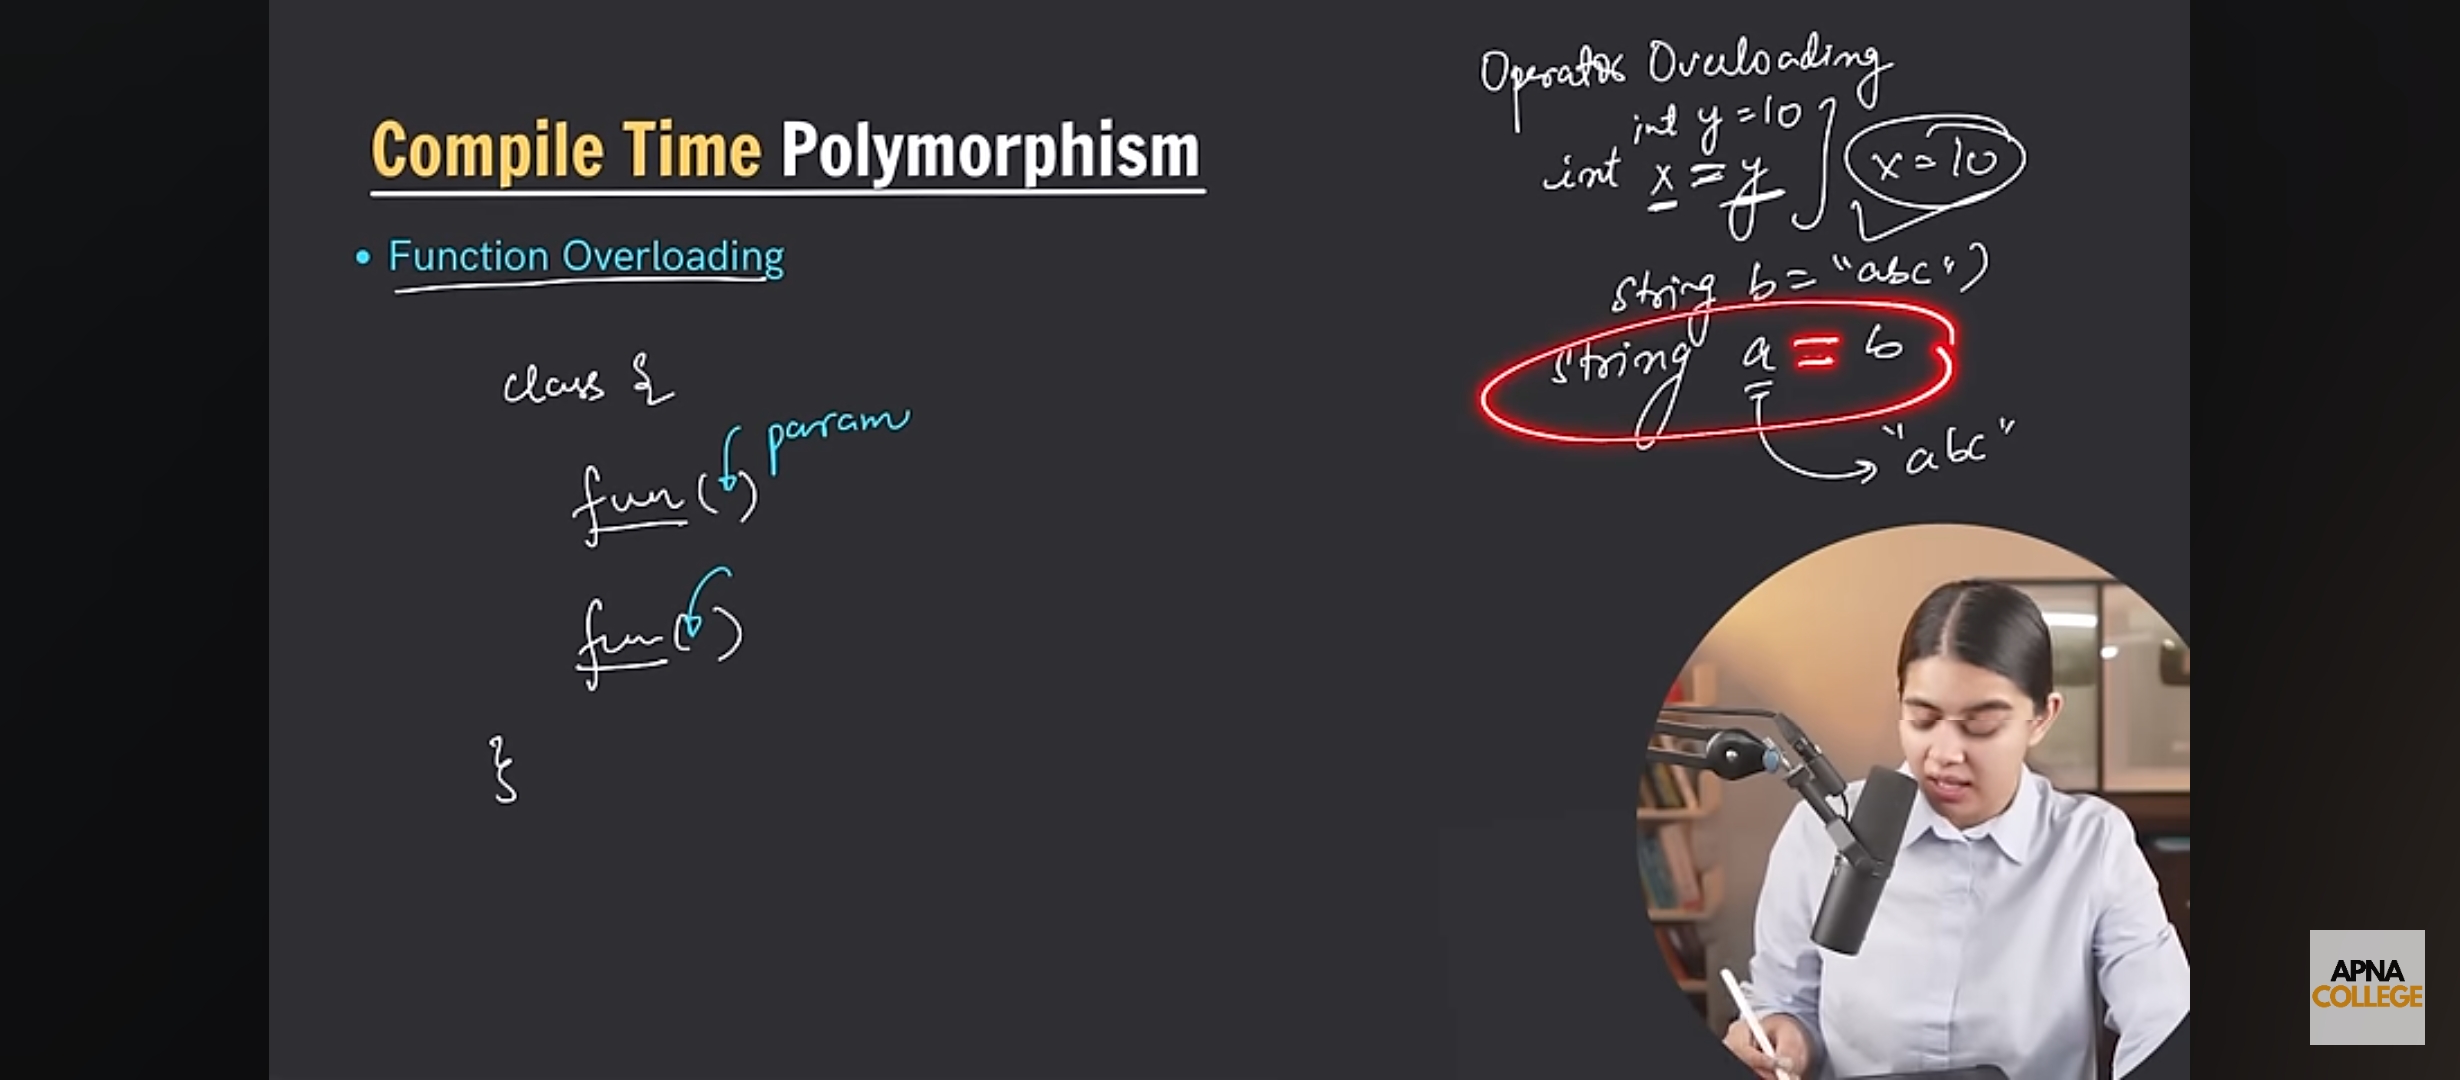 Compile Time Polymorphism
• Function Overloading
class {
fun( ) param
fun( )
}
Operator Overloading
int y = 10
int x = y
x = 10
string b = "abc")
string a = b
"abc"
APNA
COLLEGE